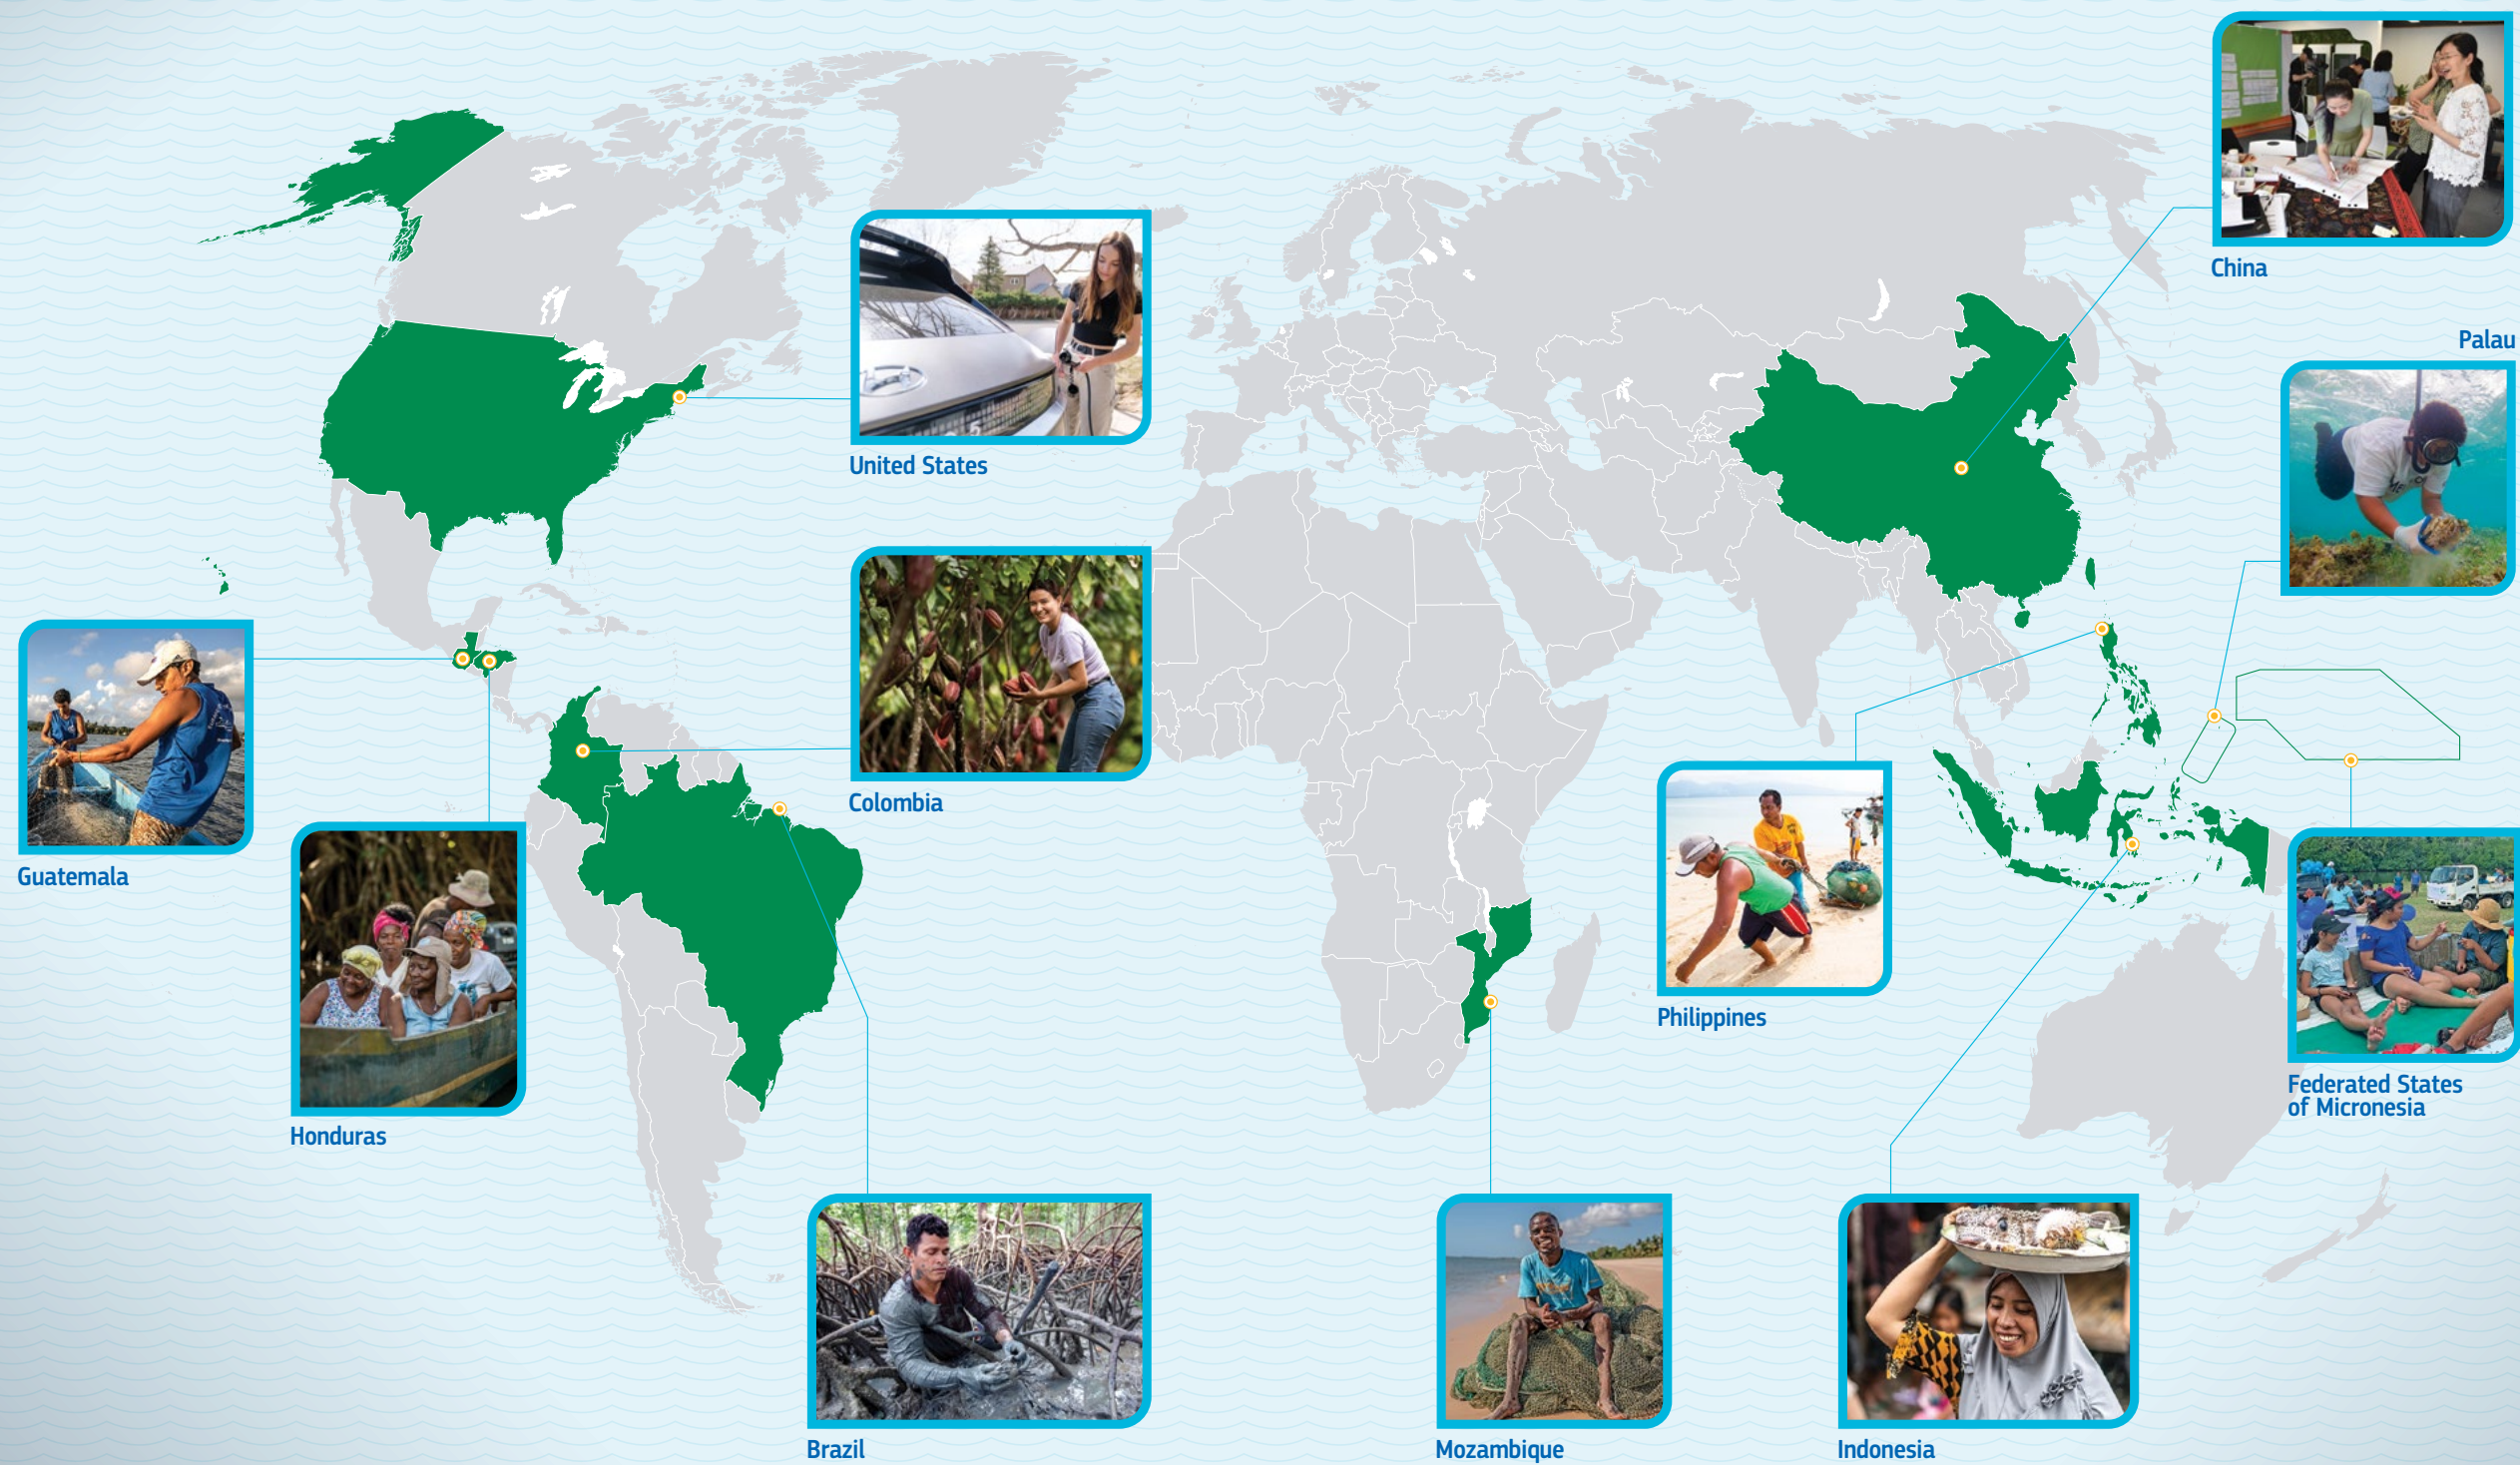 China
Palau
United States
Colombia
Guatemala
Philippines
Federated States
of Micronesia
Honduras
Brazil
Mozambique
Indonesia